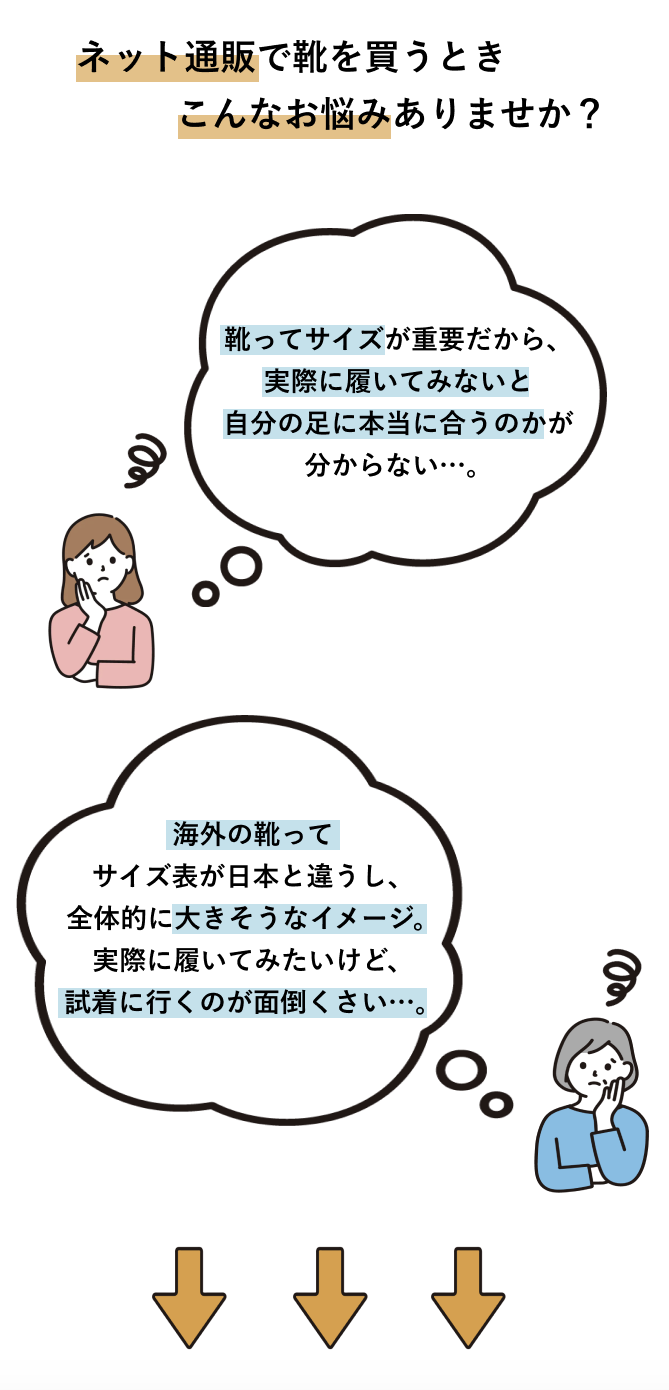 ネット通販で靴を買うとき
こんなお悩みありませんか？
靴ってサイズが重要だから、
実際に履いてみないと
自分の足に本当に合うのかが
分からない…。
海外の靴って
サイズ表が日本と違うし、
全体的に大きそうなイメージ。
実際に履いてみたいけど、
試着に行くのが面倒くさい…。